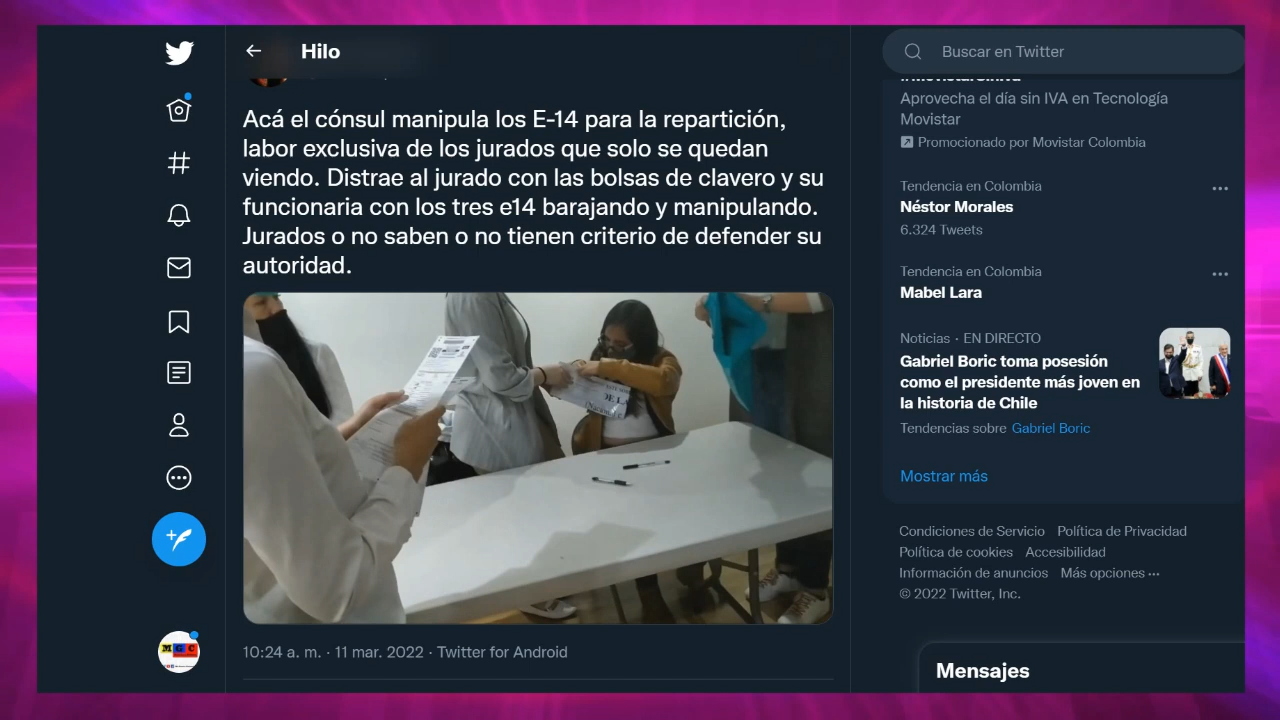 Hilo
Buscar en Twitter
Acá el cónsul manipula los E-14 para la repartición,
labor exclusiva de los jurados que solo se quedan
viendo. Distrae al jurado con las bolsas de clavero y su
funcionaria con los tres e14 barajando y manipulando.
Jurados o no saben o no tienen criterio de defender su
autoridad.
10:24 a. m. · 11 mar. 2022 · Twitter for Android
Aprovecha el día sin IVA en Tecnología
Movistar
Promocionado por Movistar Colombia
Tendencia en Colombia
Néstor Morales
6.324 Tweets
Tendencia en Colombia
Mabel Lara
Noticias · EN DIRECTO
Gabriel Boric toma posesión
como el presidente más joven en
la historia de Chile
Tendencias sobre Gabriel Boric
Mostrar más
Condiciones de Servicio Política de Privacidad
Política de cookies Accesibilidad
Información de anuncios Más opciones ···
© 2022 Twitter, Inc.
Mensajes
MGC